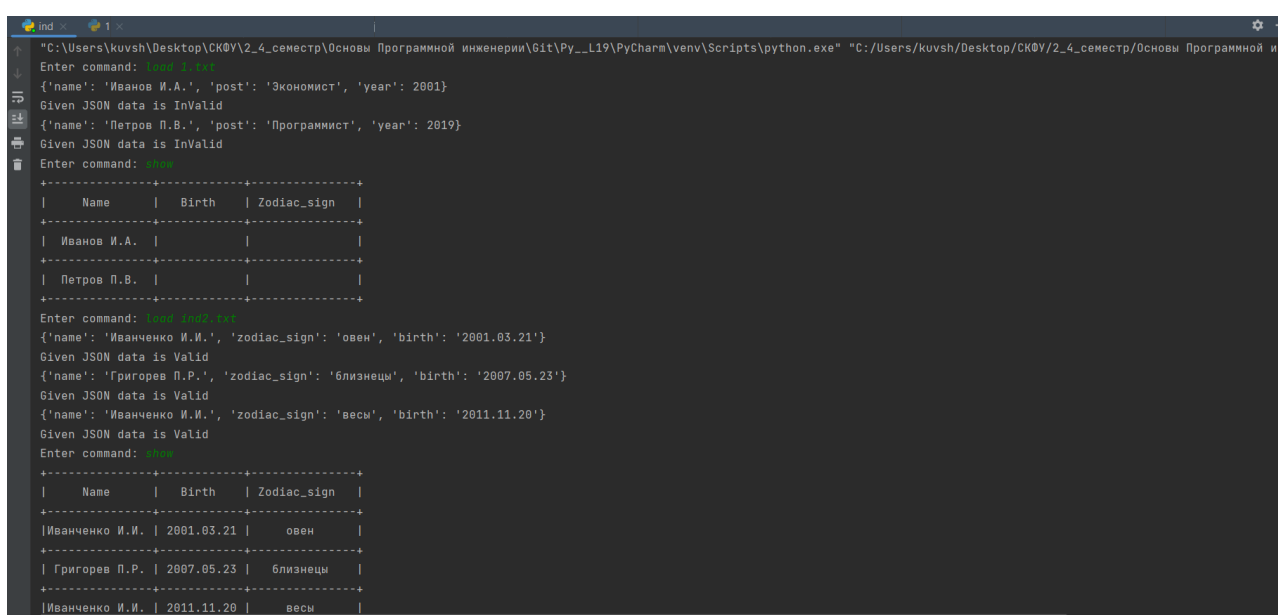 ind 1
"C:\Users\kuvsh\Desktop\СКФУ\2_4_семестр\Основы Программной инженерии\Git\Py__L19\PyCharm\venv\Scripts\python.exe" "C:/Users/kuvsh/Desktop/СКФУ/2_4_семестр/Основы Программной и
Enter command: load 1.txt
{'name': 'Иванов И.А.', 'post': 'Экономист', 'year': 2001}
Given JSON data is InValid
{'name': 'Петров П.В.', 'post': 'Программист', 'year': 2019}
Given JSON data is InValid
Enter command: show
+---------------+------------+---------------+
|     Name      |   Birth    | Zodiac_sign   |
+---------------+------------+---------------+
|  Иванов И.А.  |            |               |
+---------------+------------+---------------+
|  Петров П.В.  |            |               |
+---------------+------------+---------------+
Enter command: load ind2.txt
{'name': 'Иванченко И.И.', 'zodiac_sign': 'овен', 'birth': '2001.03.21'}
Given JSON data is Valid
{'name': 'Григорев П.Р.', 'zodiac_sign': 'близнецы', 'birth': '2007.05.23'}
Given JSON data is Valid
{'name': 'Иванченко И.И.', 'zodiac_sign': 'весы', 'birth': '2011.11.20'}
Given JSON data is Valid
Enter command: show
+---------------+------------+---------------+
|     Name      |   Birth    | Zodiac_sign   |
+---------------+------------+---------------+
|Иванченко И.И. | 2001.03.21 |     овен      |
+---------------+------------+---------------+
| Григорев П.Р. | 2007.05.23 |   близнецы    |
+---------------+------------+---------------+
|Иванченко И.И. | 2011.11.20 |     весы      |